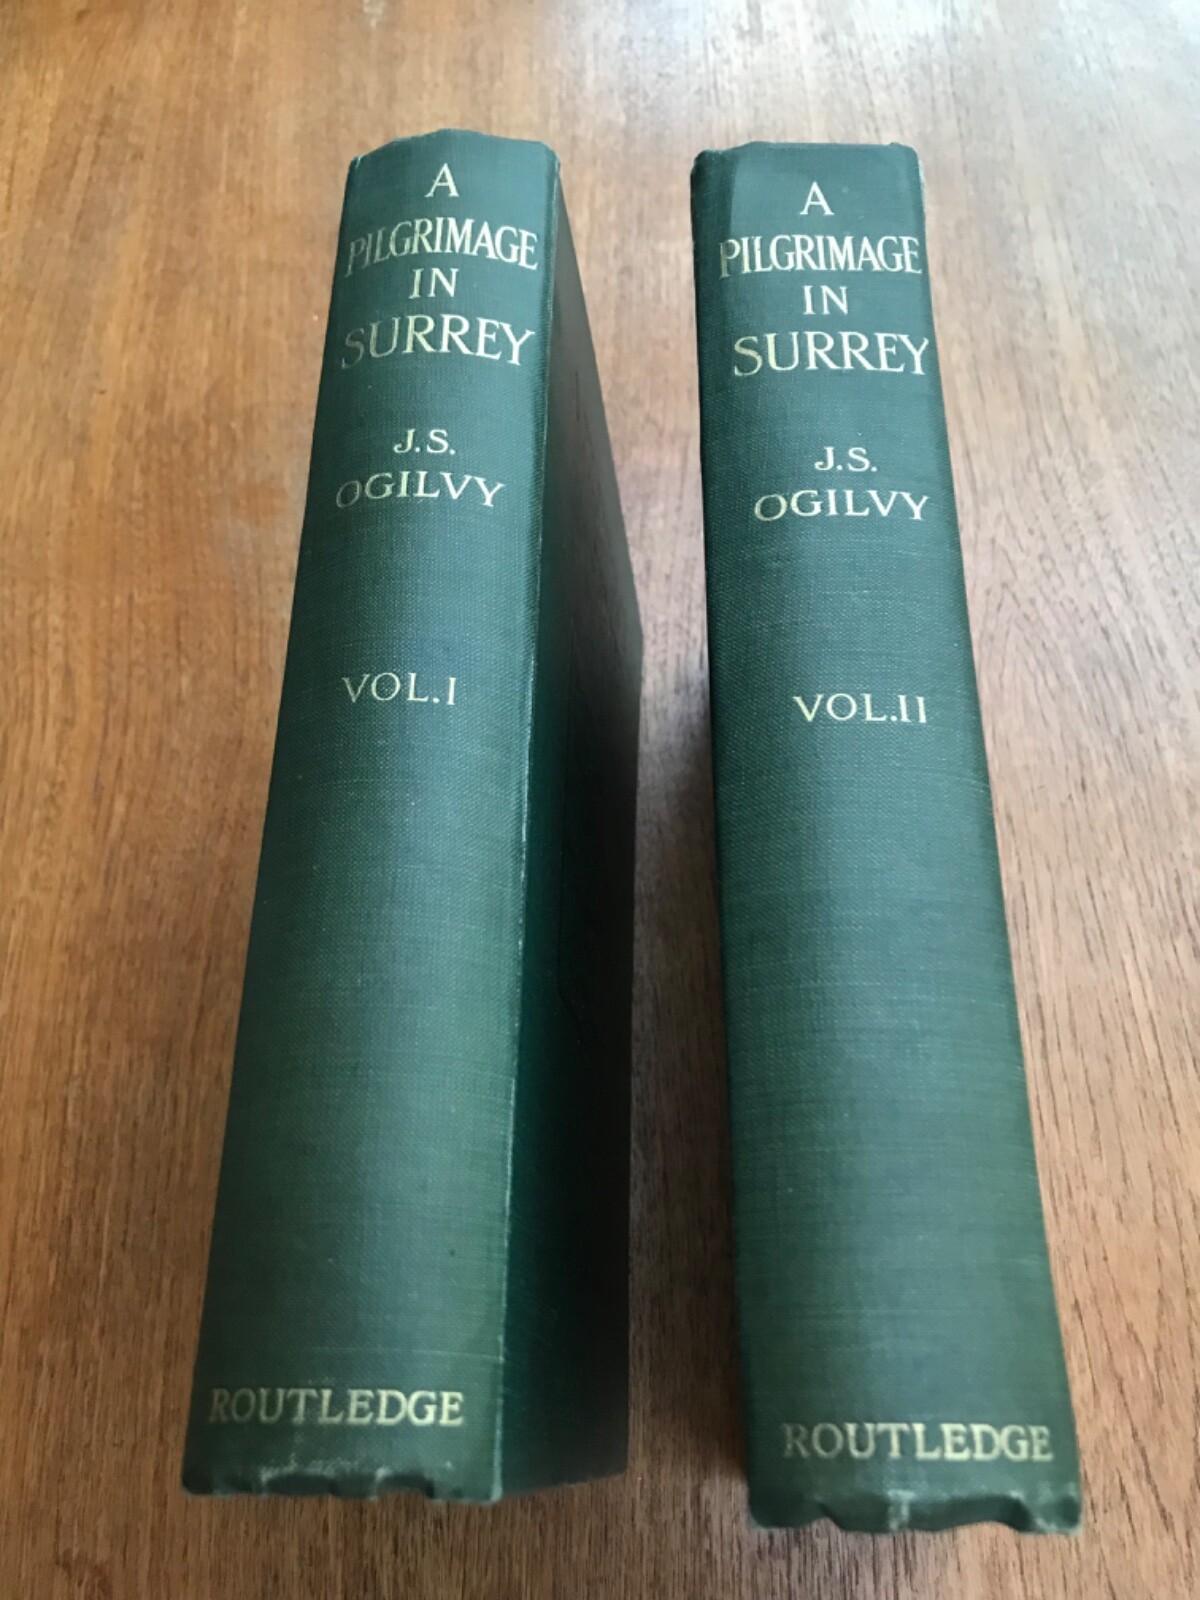 A
PILGRIMAGE
IN
SURREY
J.S.
OGILVY
VOL.I
ROUTLEDGE
A
PILGRIMAGE
IN
SURREY
J.S.
OGILVY
VOL.II
ROUTLEDGE